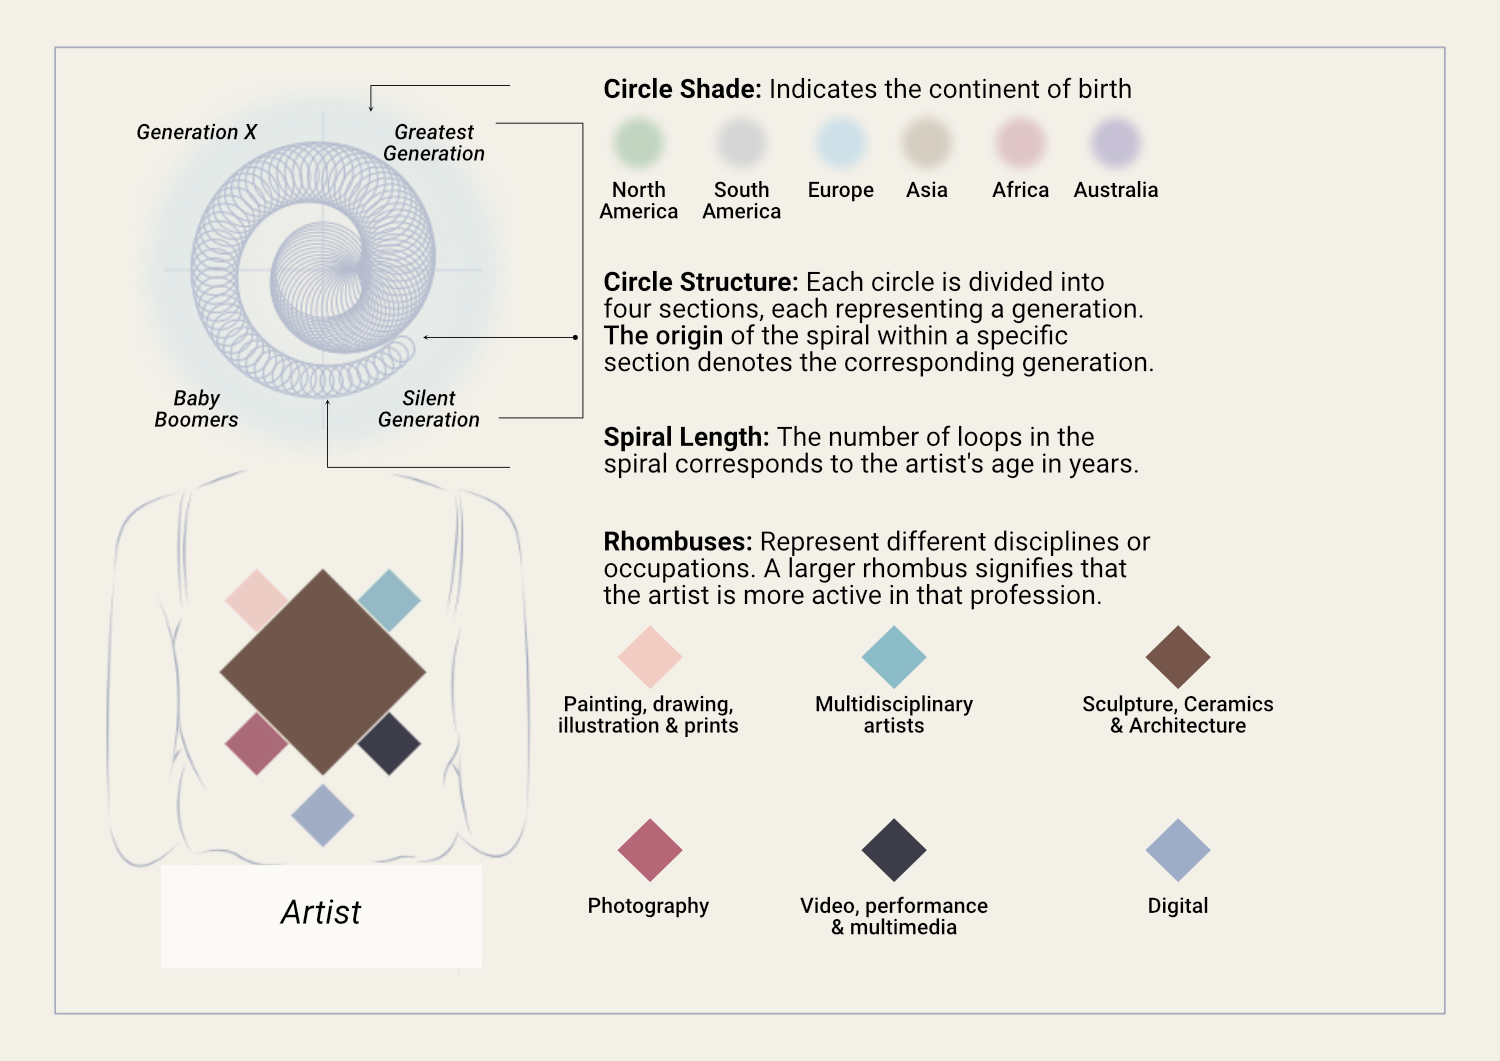 Generation X
Greatest
Generation
Baby
Boomers
Silent
Generation
Artist
Circle Shade: Indicates the continent of birth
North
America
South
America
Europe
Asia
Africa
Australia
Circle Structure: Each circle is divided into
four sections, each representing a generation.
The origin of the spiral within a specific
section denotes the corresponding generation.
Spiral Length: The number of loops in the
spiral corresponds to the artist's age in years.
Rhombuses: Represent different disciplines or
occupations. A larger rhombus signifies that
the artist is more active in that profession.
Painting, drawing,
illustration & prints
Multidisciplinary
artists
Sculpture, Ceramics
& Architecture
Photography
Video, performance
& multimedia
Digital